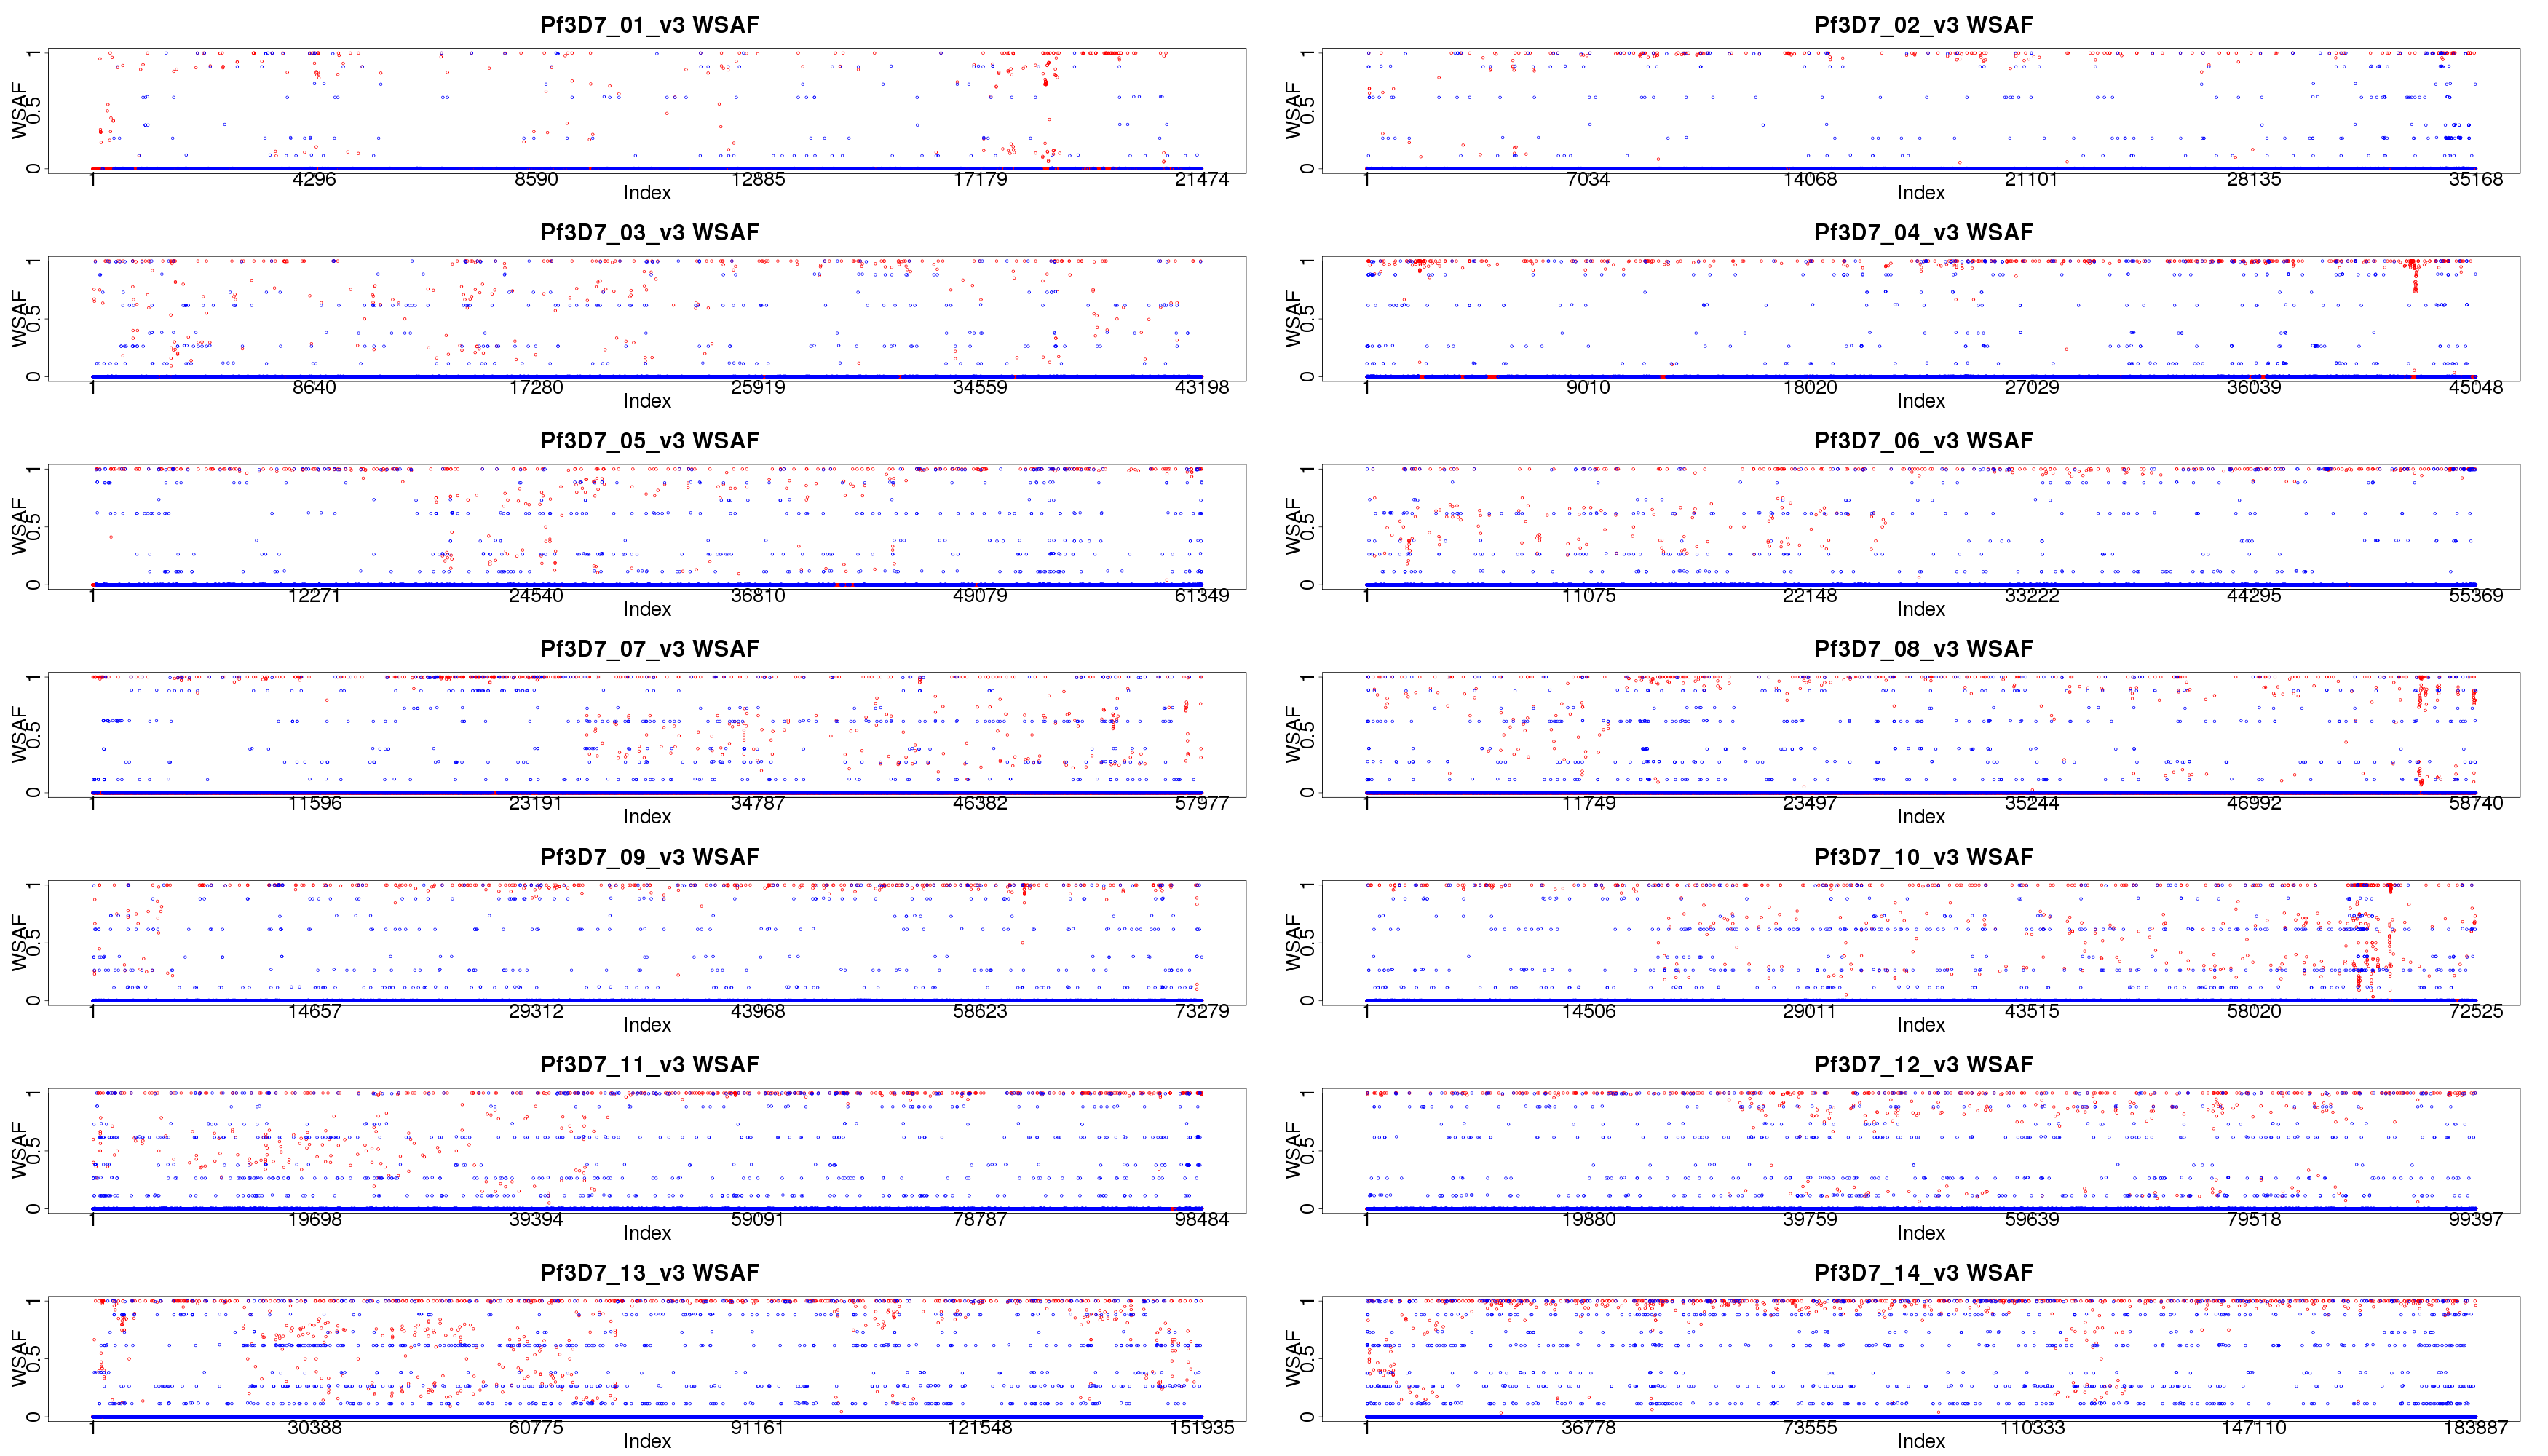 Pf3D7_01_v3 WSAF
WSAF
0 0.5 1
1 4296 8590 12885 17179 21474
Index
Pf3D7_02_v3 WSAF
WSAF
0 0.5 1
1 7034 14068 21101 28135 35168
Index
Pf3D7_03_v3 WSAF
WSAF
0 0.5 1
1 8640 17280 25919 34559 43198
Index
Pf3D7_04_v3 WSAF
WSAF
0 0.5 1
1 9010 18020 27029 36039 45048
Index
Pf3D7_05_v3 WSAF
WSAF
0 0.5 1
1 12271 24540 36810 49079 61349
Index
Pf3D7_06_v3 WSAF
WSAF
0 0.5 1
1 11075 22148 33222 44295 55369
Index
Pf3D7_07_v3 WSAF
WSAF
0 0.5 1
1 11596 23191 34787 46382 57977
Index
Pf3D7_08_v3 WSAF
WSAF
0 0.5 1
1 11749 23497 35244 46992 58740
Index
Pf3D7_09_v3 WSAF
WSAF
0 0.5 1
1 14657 29312 43968 58623 73279
Index
Pf3D7_10_v3 WSAF
WSAF
0 0.5 1
1 14506 29011 43515 58020 72525
Index
Pf3D7_11_v3 WSAF
WSAF
0 0.5 1
1 19698 39394 59091 78787 98484
Index
Pf3D7_12_v3 WSAF
WSAF
0 0.5 1
1 19880 39759 59639 79518 99397
Index
Pf3D7_13_v3 WSAF
WSAF
0 0.5 1
1 30388 60775 91161 121548 151935
Index
Pf3D7_14_v3 WSAF
WSAF
0 0.5 1
1 36778 73555 110333 147110 183887
Index